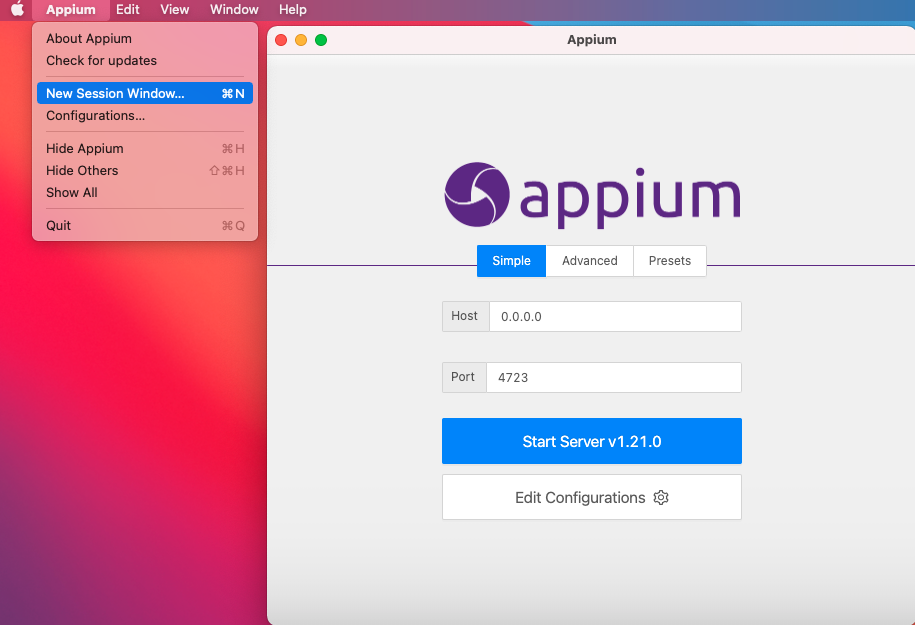 Appium Edit View Window Help
About Appium
Check for updates
New Session Window... ⌘N
Configurations...
Hide Appium ⌘H
Hide Others ⇧⌘H
Show All
Quit ⌘Q
Appium
appium
Simple Advanced Presets
Host 0.0.0.0
Port 4723
Start Server v1.21.0
Edit Configurations